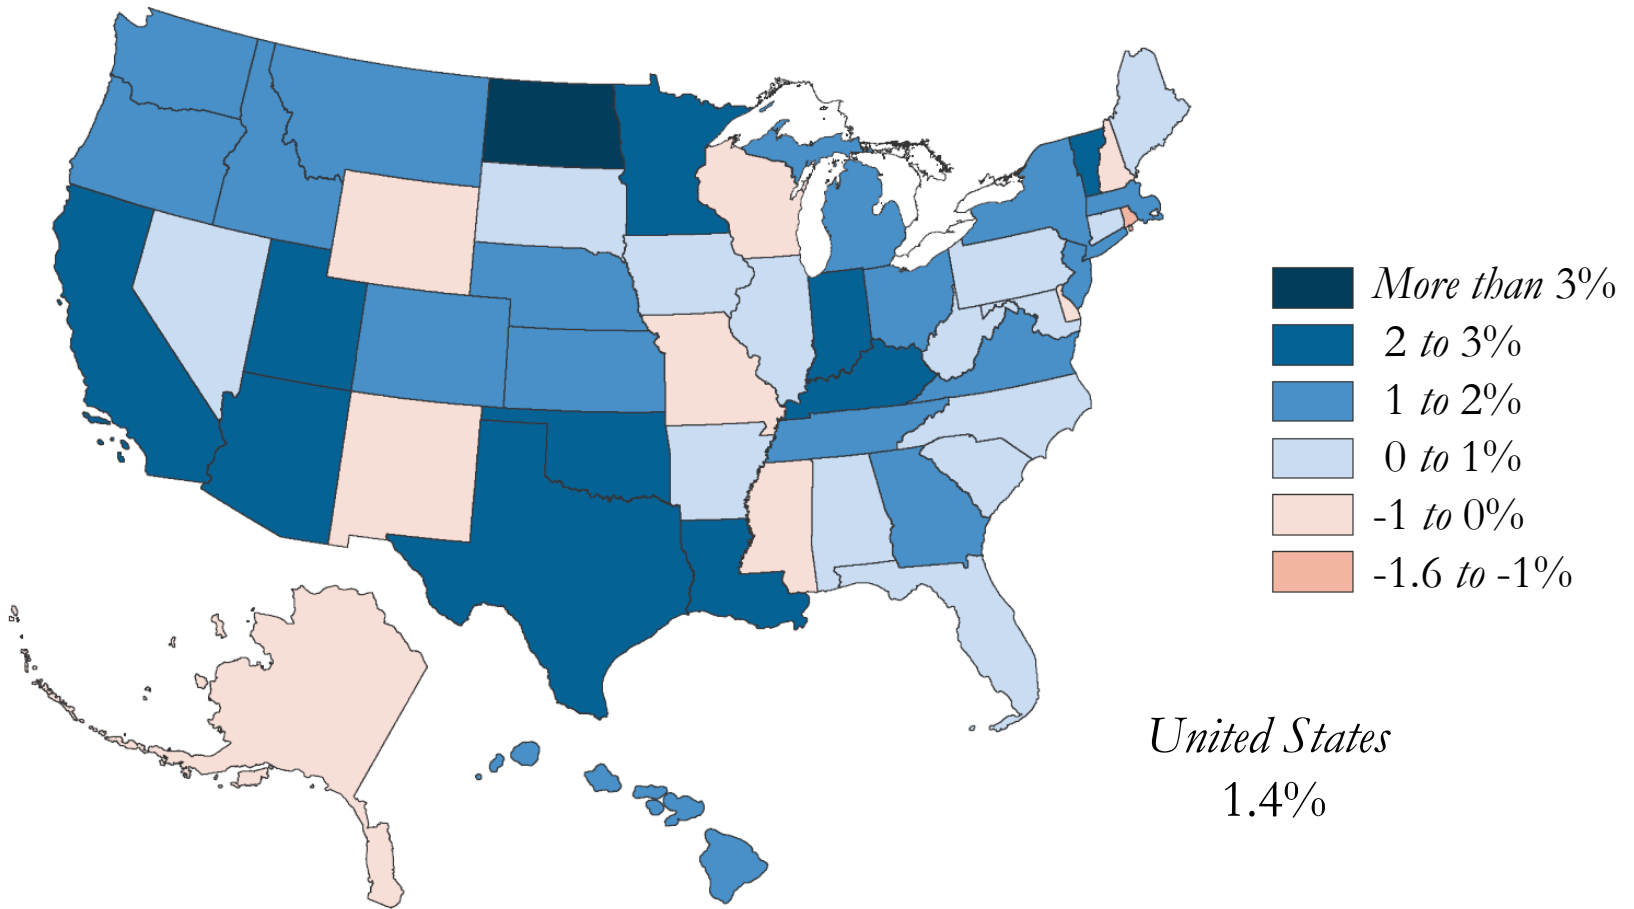 More than 3%
2 to 3%
1 to 2%
0 to 1%
-1 to 0%
-1.6 to -1%
United States
1.4%